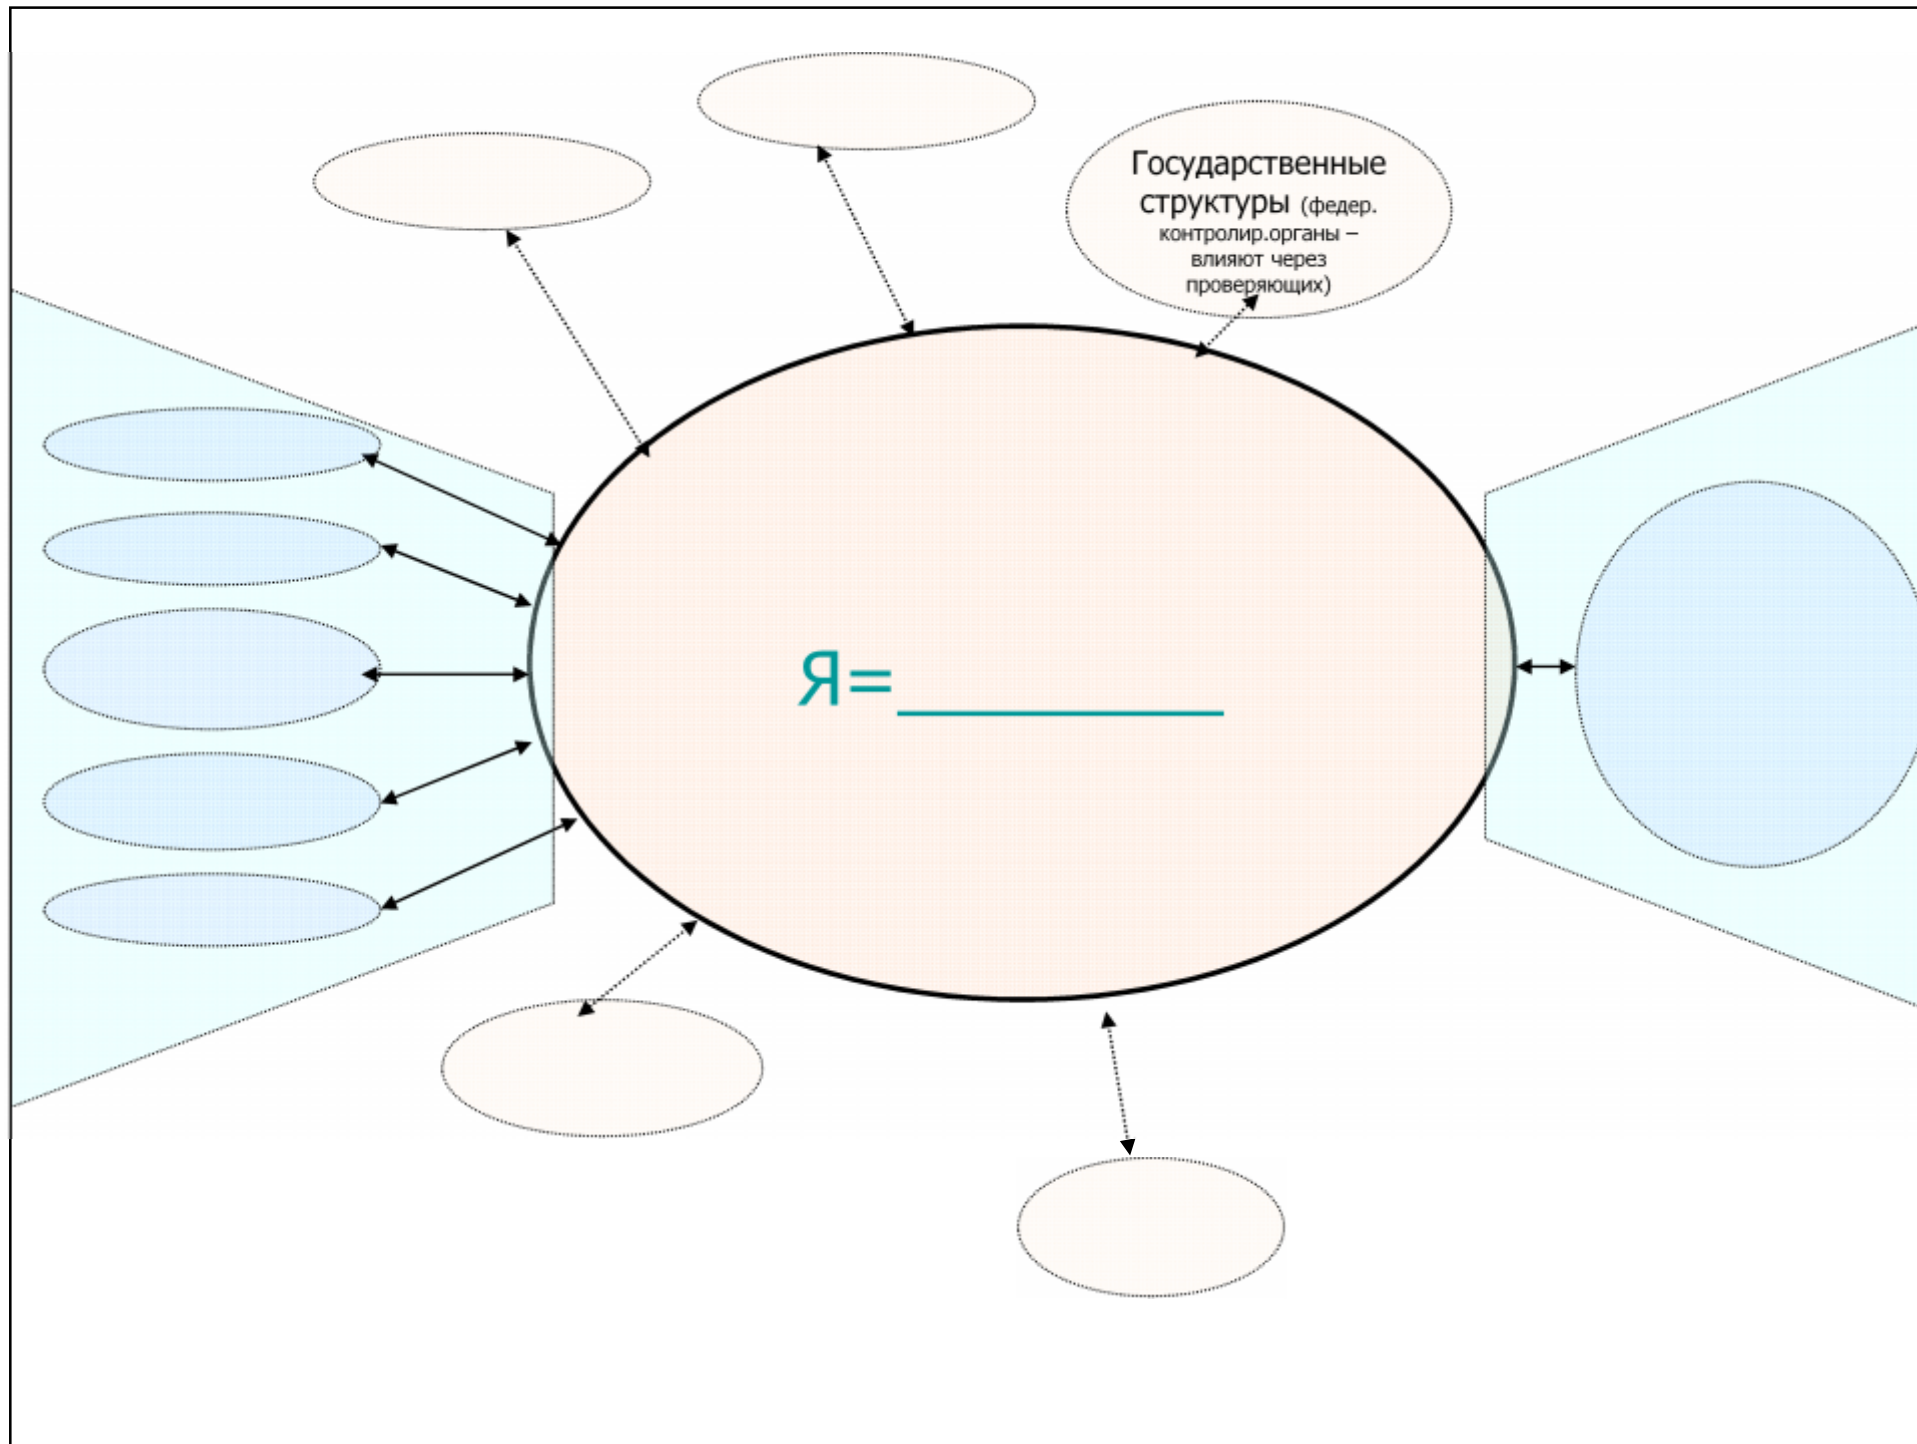 Государственные
структуры (федер.
контролир.органы –
влияют через
проверяющих)
Я=__________